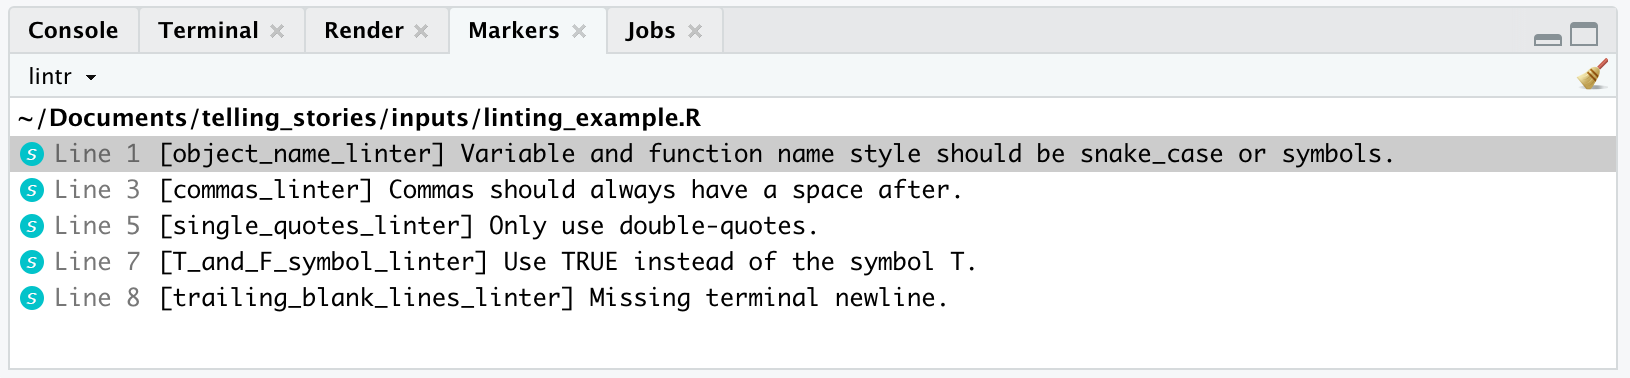 Console Terminal Render Markers Jobs
lintr
~/Documents/telling_stories/inputs/linting_example.R
s Line 1 [object_name_linter] Variable and function name style should be snake_case or symbols.
s Line 3 [commas_linter] Commas should always have a space after.
s Line 5 [single_quotes_linter] Only use double-quotes.
s Line 7 [T_and_F_symbol_linter] Use TRUE instead of the symbol T.
s Line 8 [trailing_blank_lines_linter] Missing terminal newline.